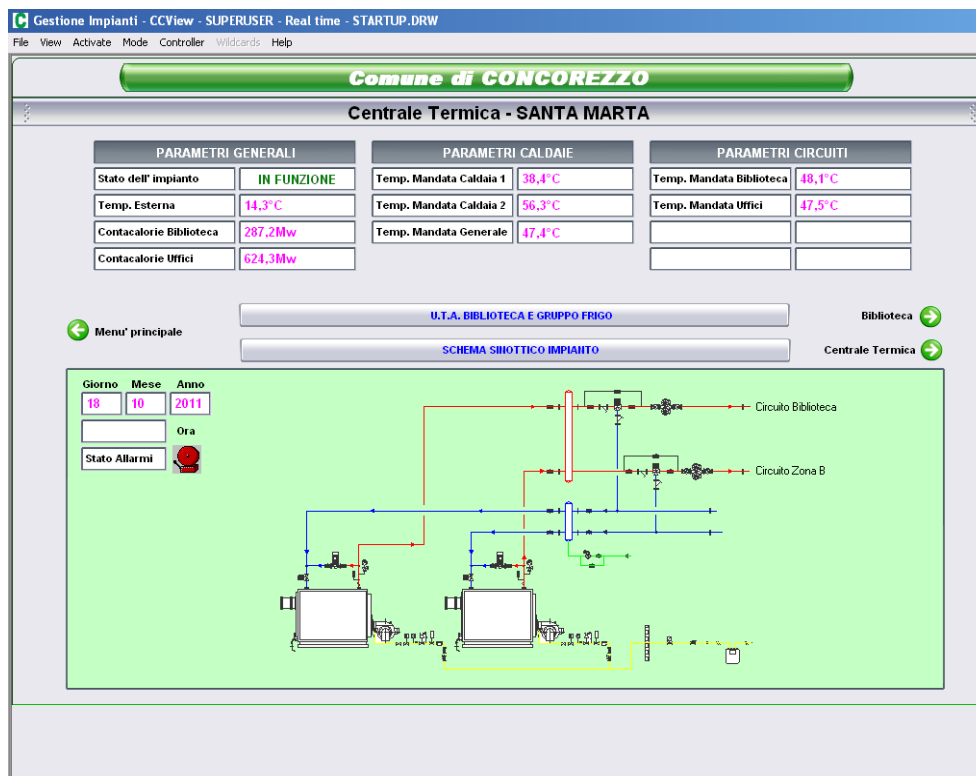 Gestione Impianti - CCView - SUPERUSER - Real time - STARTUP.DRW
File View Activate Mode Controller Wildcards Help
Comune di CONCOREZZO
Centrale Termica - SANTA MARTA
PARAMETRI GENERALI PARAMETRI CALDAIE PARAMETRI CIRCUITI
Stato dell' impianto IN FUNZIONE Temp. Mandata Caldaia 1 38,4°C Temp. Mandata Biblioteca 48,1°C
Temp. Esterna 14,3°C Temp. Mandata Caldaia 2 56,3°C Temp. Mandata Uffici 47,5°C
Contacalorie Biblioteca 287,2Mw Temp. Mandata Generale 47,4°C
Contacalorie Uffici 624,3Mw
U.T.A. BIBLIOTECA E GRUPPO FRIGO Biblioteca
Menu' principale
SCHEMA SINOTTICO IMPIANTO Centrale Termica
Giorno Mese Anno
18 10 2011
Circuito Biblioteca
Ora
Stato Allarmi
Circuito Zona B